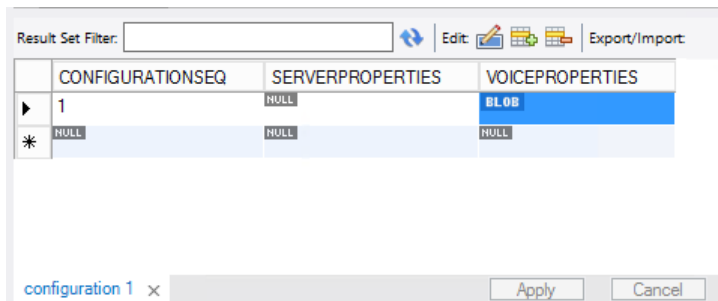 Result Set Filter: Edit: Export/Import:
CONFIGURATIONSEQ SERVERPROPERTIES VOICEPROPERTIES
1 NULL BLOB
NULL NULL NULL
configuration 1 ×
Apply Cancel